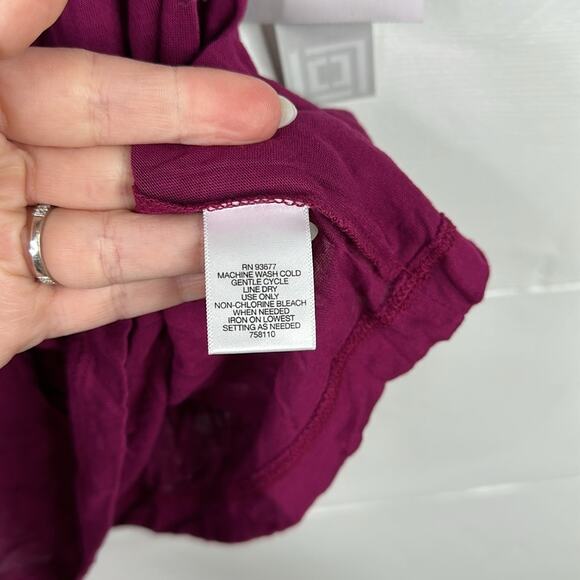 RN 93677
MACHINE WASH COLD
GENTLE CYCLE
LINE DRY
USE ONLY
NON-CHLORINE BLEACH
WHEN NEEDED
IRON ON LOWEST
SETTING AS NEEDED
758110